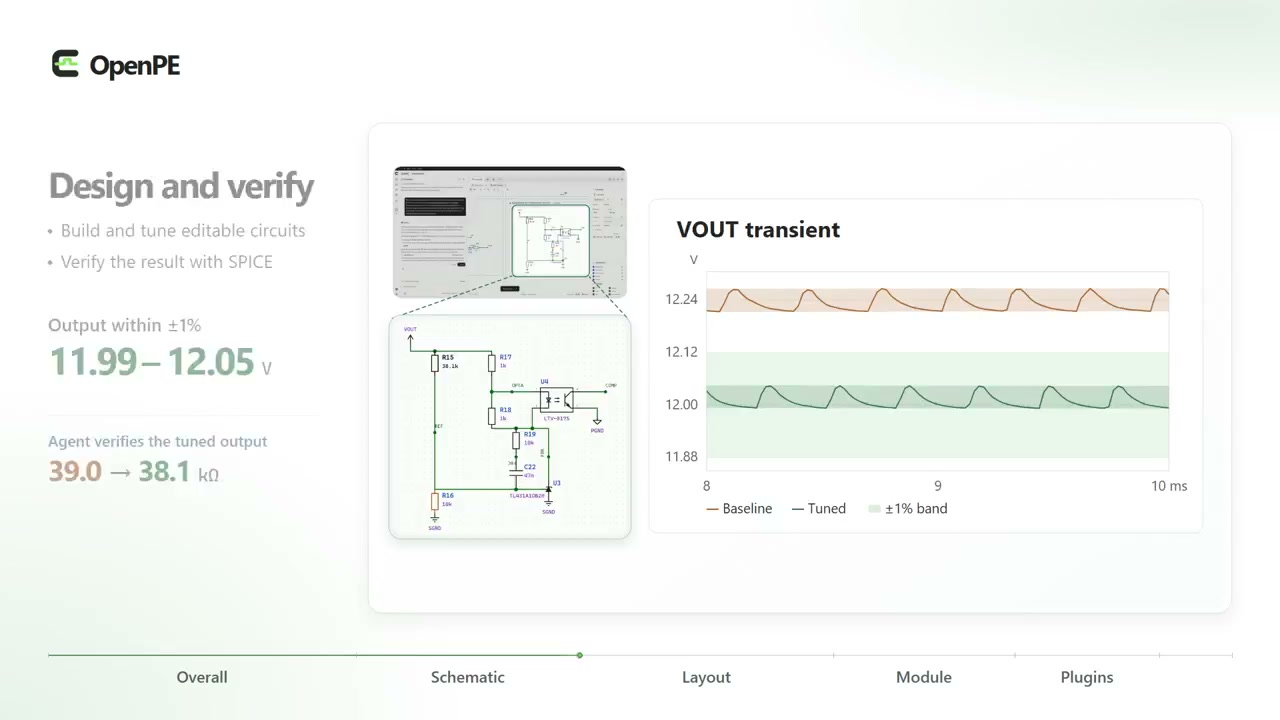 OpenPE
Design and verify
• Build and tune editable circuits
• Verify the result with SPICE
Output within ±1%
11.99 – 12.05 V
Agent verifies the tuned output
39.0 → 38.1 kΩ
VOUT
R15
38.1k
R17
1k
OPTA
U4
COMP
LTV-817S
PGND
R18
1k
R19
10k
REF
C22
47n
TL431A1DB2R
U3
SGND
R16
10k
SGND
VOUT transient
V
12.24
12.12
12.00
11.88
8
9
10 ms
Baseline
Tuned
±1% band
Overall
Schematic
Layout
Module
Plugins